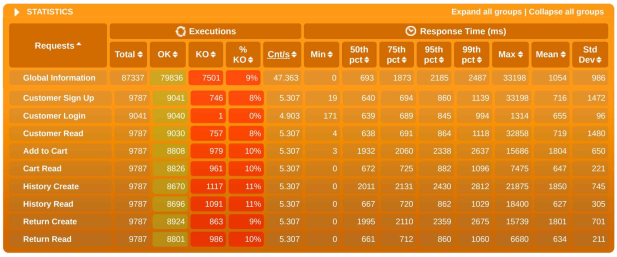 STATISTICS Expand all groups | Collapse all groups
Requests Executions Response Time (ms)
Total OK KO % KO Cnt/s Min 50th pct 75th pct 95th pct 99th pct Max Mean Std Dev
Global Information 87337 79836 7501 9% 47.363 0 693 1873 2185 2487 33198 1054 986
Customer Sign Up 9787 9041 746 8% 5.307 19 640 694 860 1139 33198 716 1472
Customer Login 9041 9040 1 0% 4.903 171 639 689 845 994 1314 655 96
Customer Read 9787 9030 757 8% 5.307 4 638 691 864 1118 32858 719 1480
Add to Cart 9787 8808 979 10% 5.307 3 1932 2060 2338 2637 15686 1804 650
Cart Read 9787 8826 961 10% 5.307 0 672 725 882 1096 7475 647 221
History Create 9787 8670 1117 11% 5.307 0 2011 2131 2430 2812 21875 1850 745
History Read 9787 8696 1091 11% 5.307 0 667 720 862 1029 18400 627 305
Return Create 9787 8924 863 9% 5.307 0 1995 2110 2359 2675 15739 1801 701
Return Read 9787 8801 986 10% 5.307 0 661 712 860 1060 6680 634 211